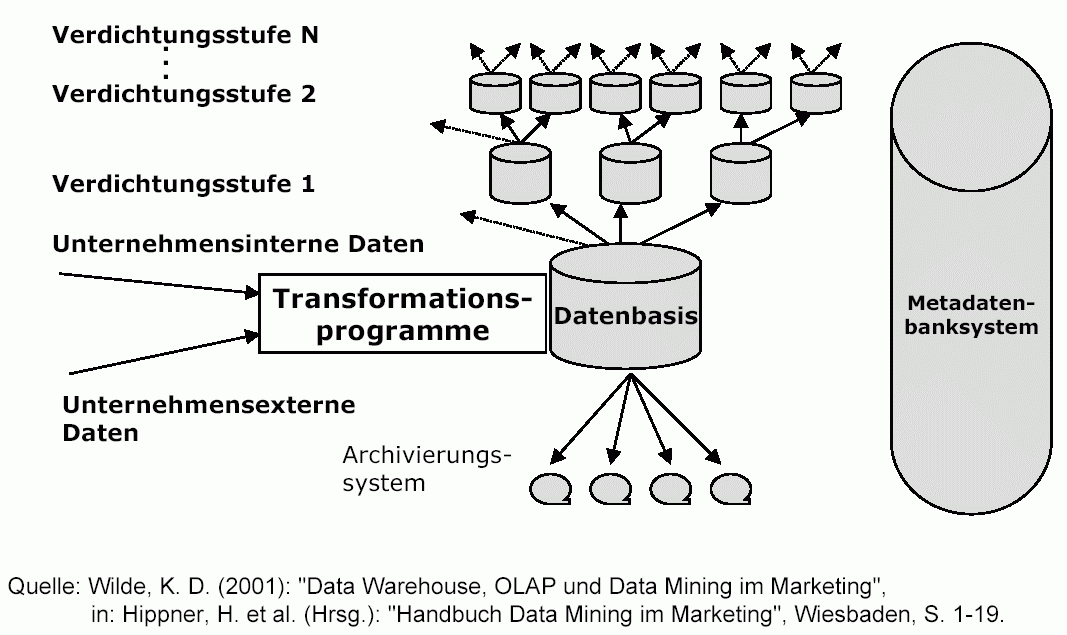 Verdichtungsstufe N
Verdichtungsstufe 2
Verdichtungsstufe 1
Unternehmensinterne Daten
Transformations-
programme
Datenbasis
Metadaten-
banksystem
Unternehmensexterne
Daten
Archivierungs-
system
Quelle: Wilde, K. D. (2001): "Data Warehouse, OLAP und Data Mining im Marketing",
in: Hippner, H. et al. (Hrsg.): "Handbuch Data Mining im Marketing", Wiesbaden, S. 1-19.